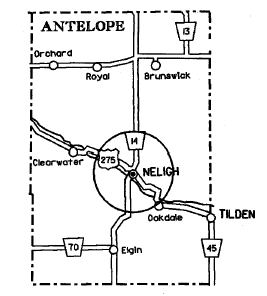 ANTELOPE
13
Orchard
Royal
Brunswick
14
Clearwater
275
NELIGH
Oakdale
TILDEN
70
Elgin
45